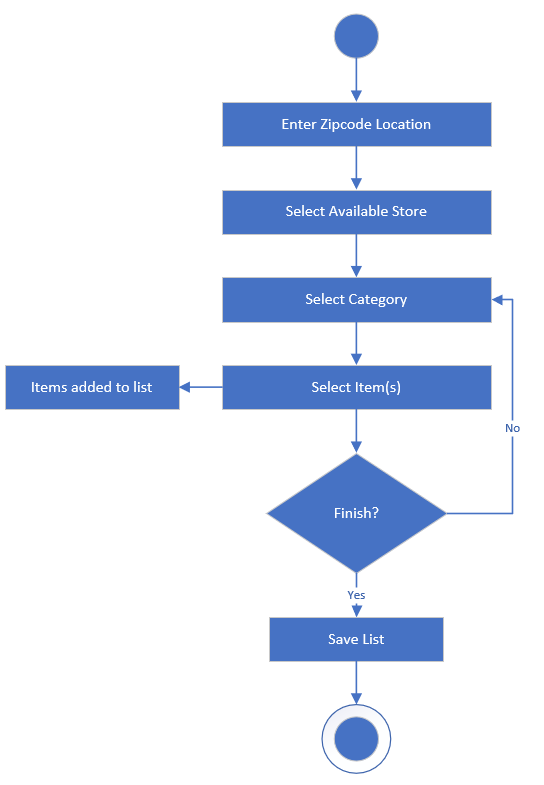 Enter Zipcode Location
Select Available Store
Select Category
Items added to list
Select Item(s)
No
Finish?
Yes
Save List